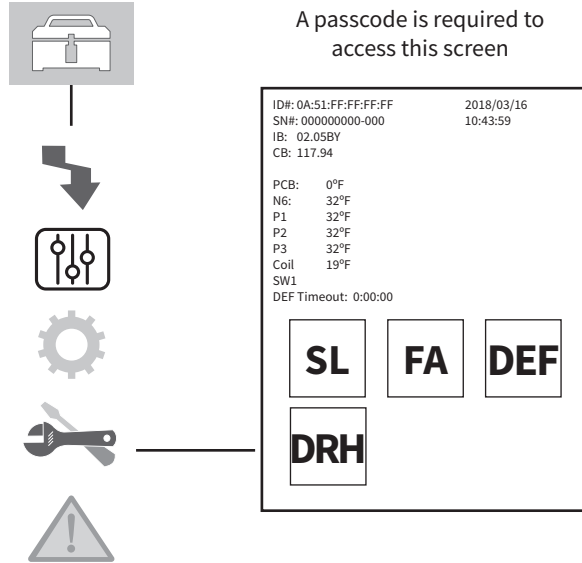 A passcode is required to
access this screen
ID#: 0A:51:FF:FF:FF:FF 2018/03/16
SN#: 000000000-000 10:43:59
IB: 02.05BY
CB: 117.94
PCB: 0°F
N6: 32°F
P1 32°F
P2 32°F
P3 32°F
Coil 19°F
SW1
DEF Timeout: 0:00:00
SL FA DEF
DRH